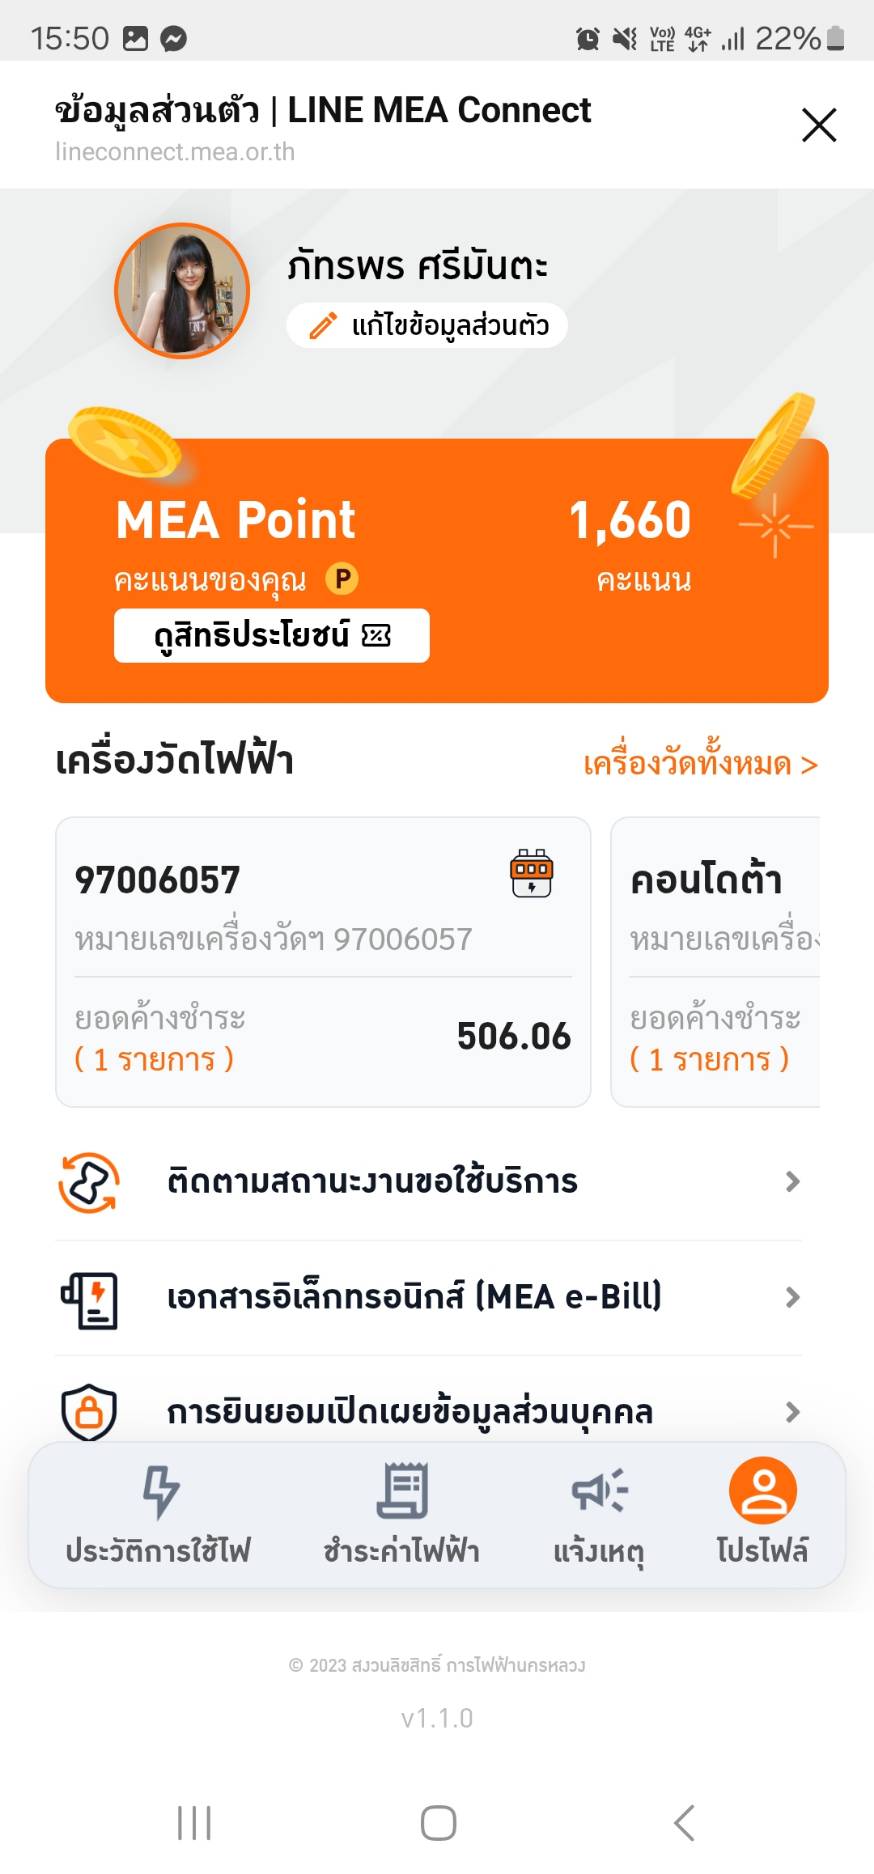 15:50 Vo)) LTE 4G+ 22%
ข้อมูลส่วนตัว | LINE MEA Connect
lineconnect.mea.or.th
ภัทรพร ศรีมันตะ
แก้ไขข้อมูลส่วนตัว
MEA Point 1,660
คะแนนของคุณ P คะแนน
ดูสิทธิประโยชน์
เครื่องวัดไฟฟ้า เครื่องวัดทั้งหมด >
97006057
หมายเลขเครื่องวัดฯ 97006057
ยอดค้างชำระ
( 1 รายการ )
506.06
คอนโดต้า
หมายเลขเครื่อง
ยอดค้างชำระ
( 1 รายการ )
ติดตามสถานะงานขอใช้บริการ
เอกสารอิเล็กทรอนิกส์ (MEA e-Bill)
การยินยอมเปิดเผยข้อมูลส่วนบุคคล
ประวัติการใช้ไฟ ชำระค่าไฟฟ้า แจ้งเหตุ โปรไฟล์
© 2023 สงวนลิขสิทธิ์ การไฟฟ้านครหลวง
v1.1.0